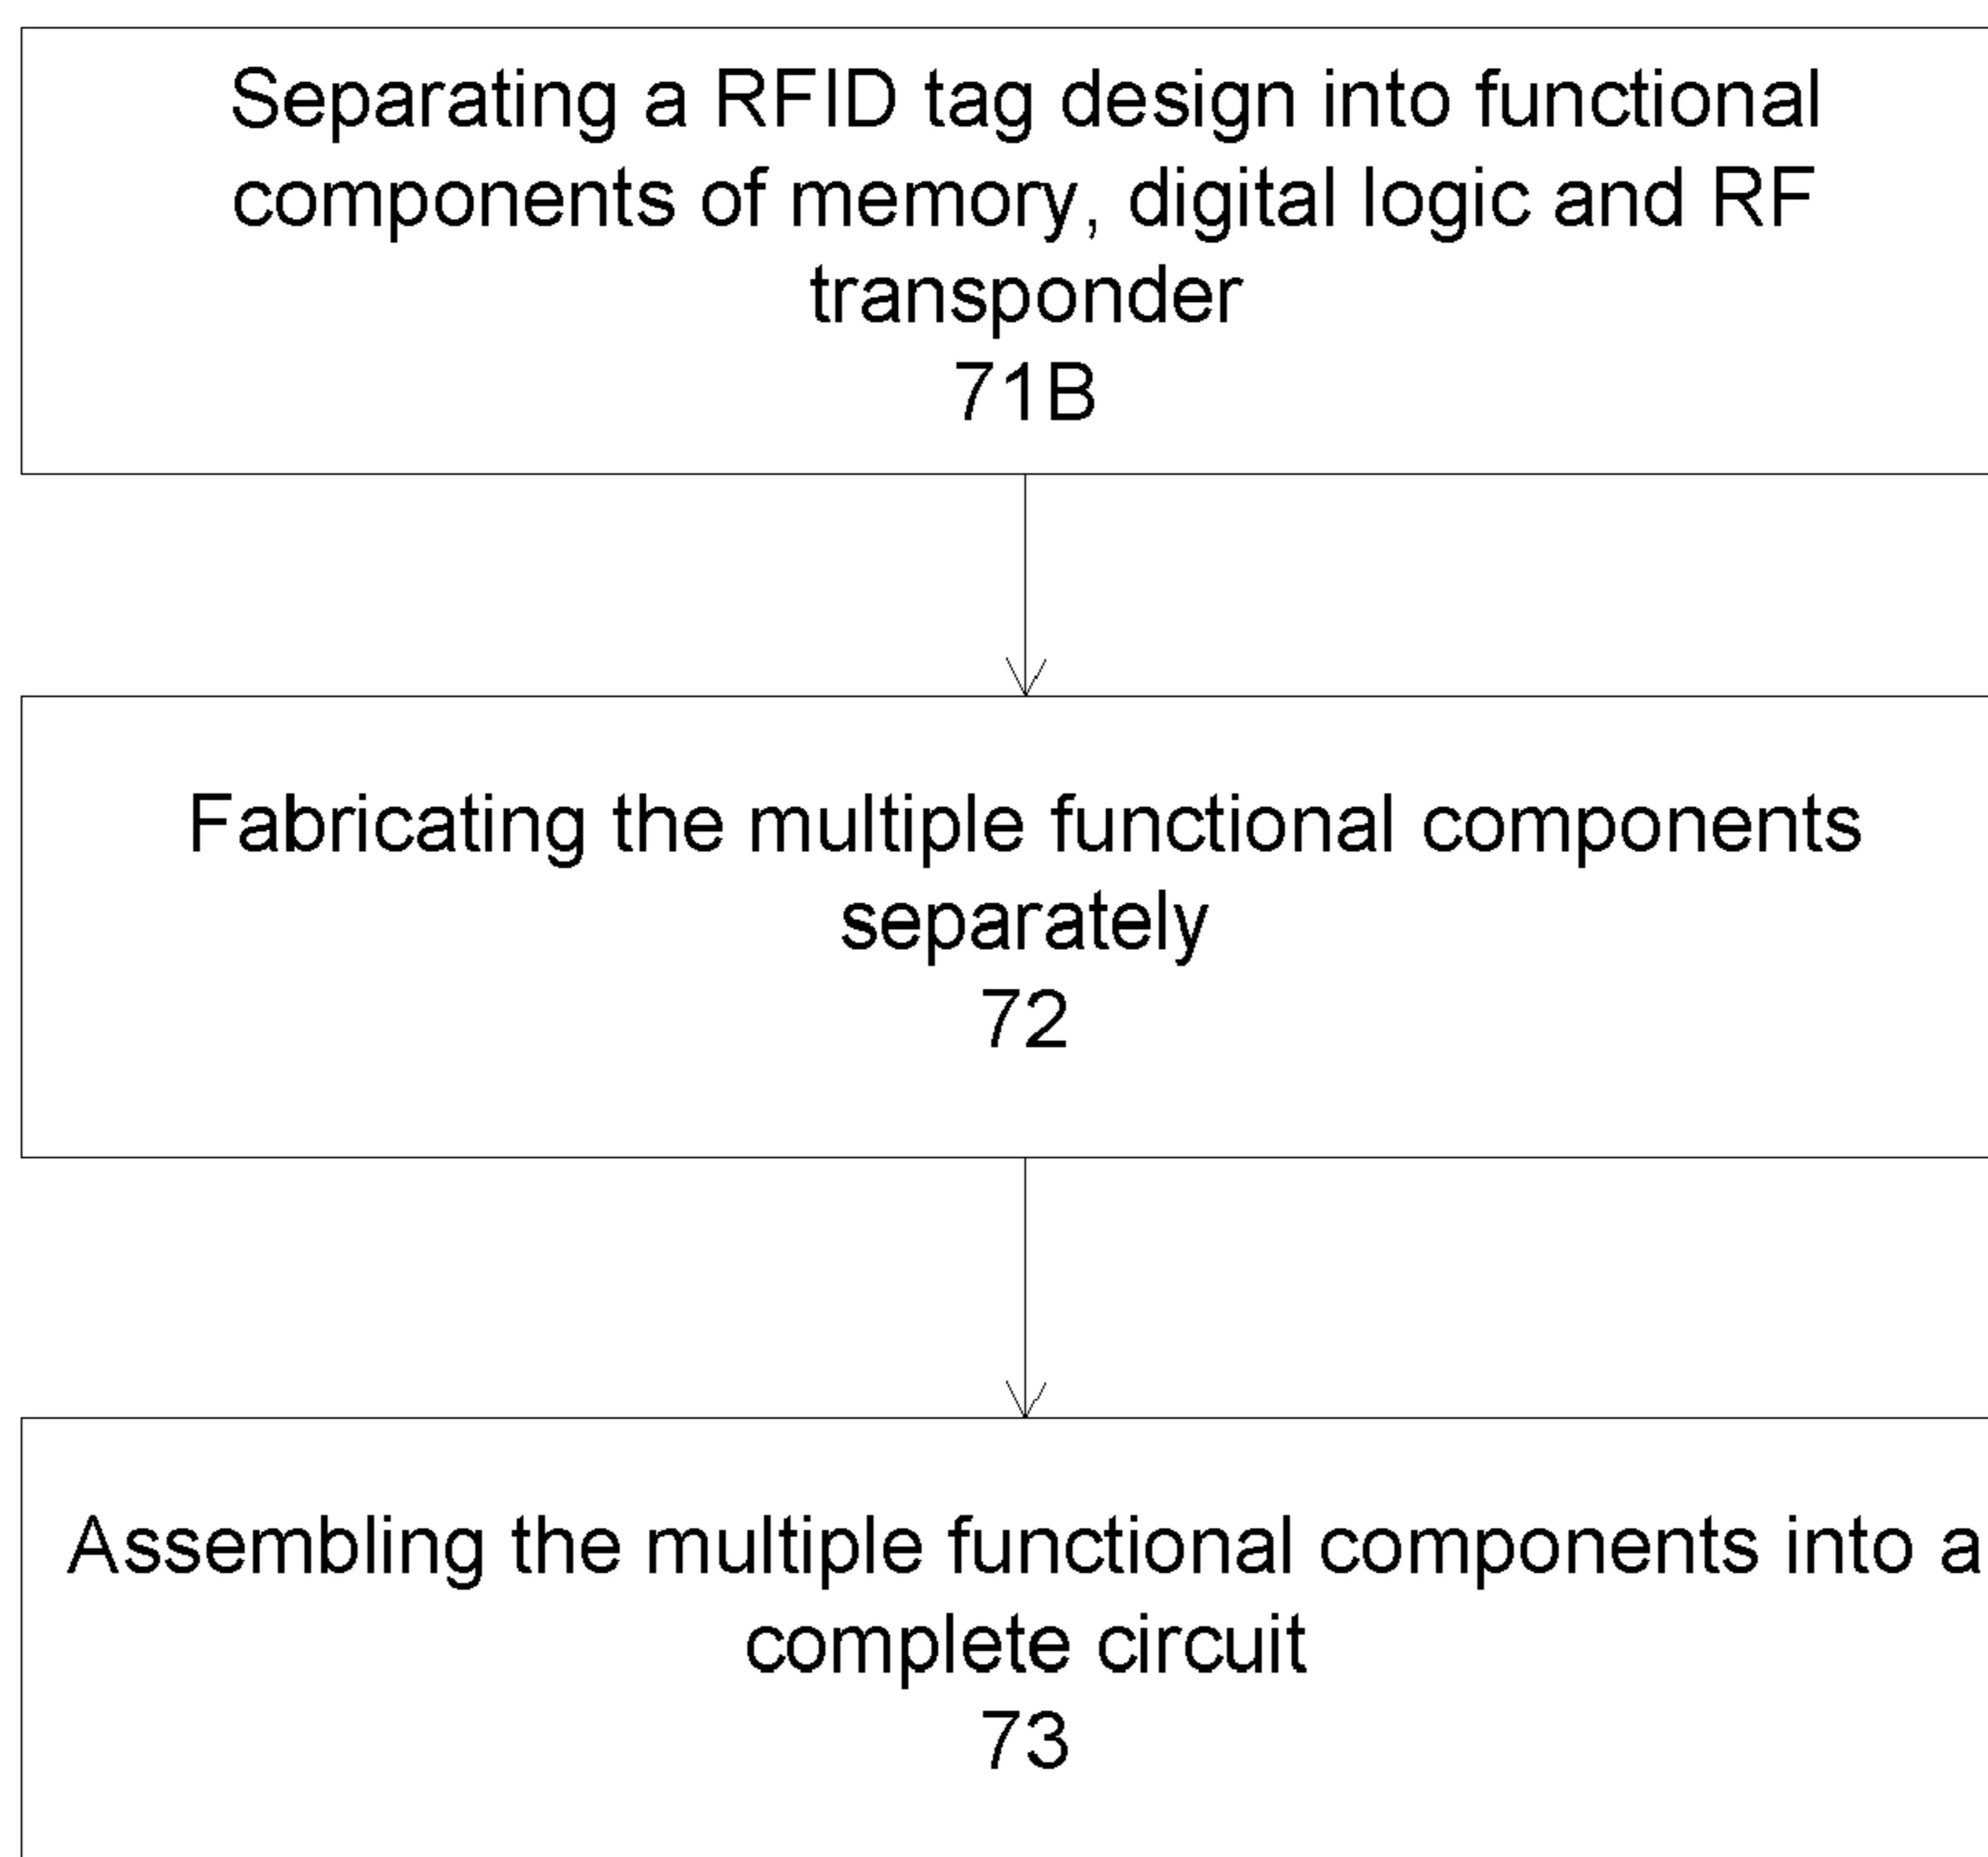 Separating a RFID tag design into functional
components of memory, digital logic and RF
transponder
71B
Fabricating the multiple functional components
separately
72
Assembling the multiple functional components into a
complete circuit
73